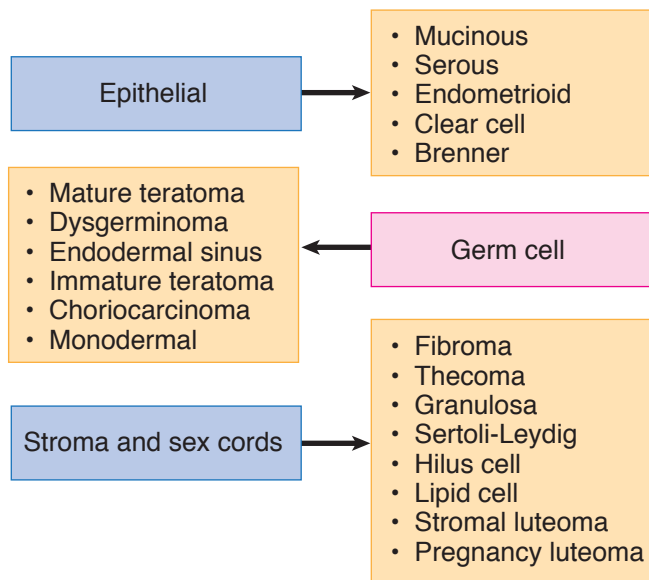 Epithelial
• Mucinous
• Serous
• Endometrioid
• Clear cell
• Brenner
Germ cell
• Mature teratoma
• Dysgerminoma
• Endodermal sinus
• Immature teratoma
• Choriocarcinoma
• Monodermal
Stroma and sex cords
• Fibroma
• Thecoma
• Granulosa
• Sertoli-Leydig
• Hilus cell
• Lipid cell
• Stromal luteoma
• Pregnancy luteoma